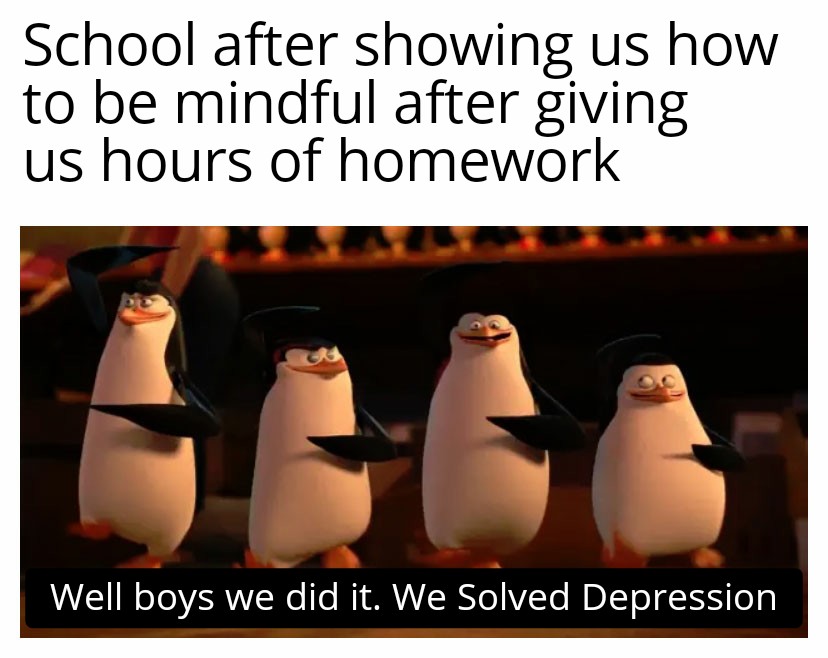 School after showing us how
to be mindful after giving
us hours of homework
Well boys we did it. We Solved Depression